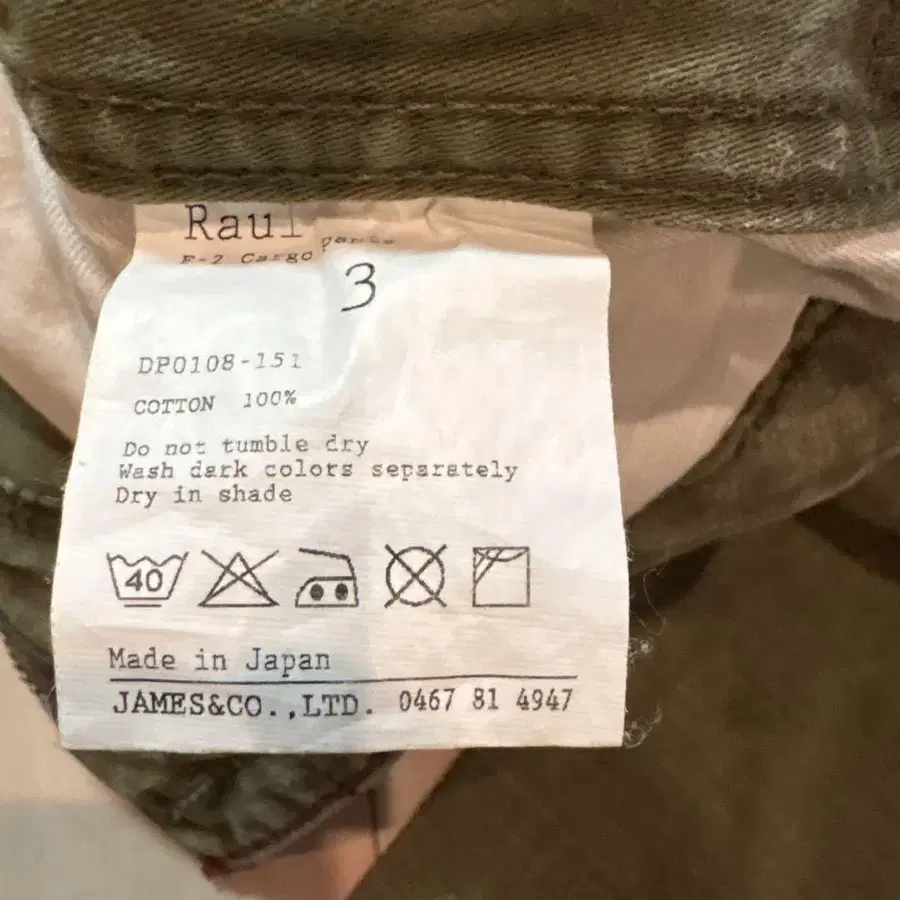 Raul
F-2 Cargo pants
3
DP0108-151
COTTON 100%
Do not tumble dry
Wash dark colors separately
Dry in shade
40
Made in Japan
JAMES&CO.,LTD. 0467 81 4947